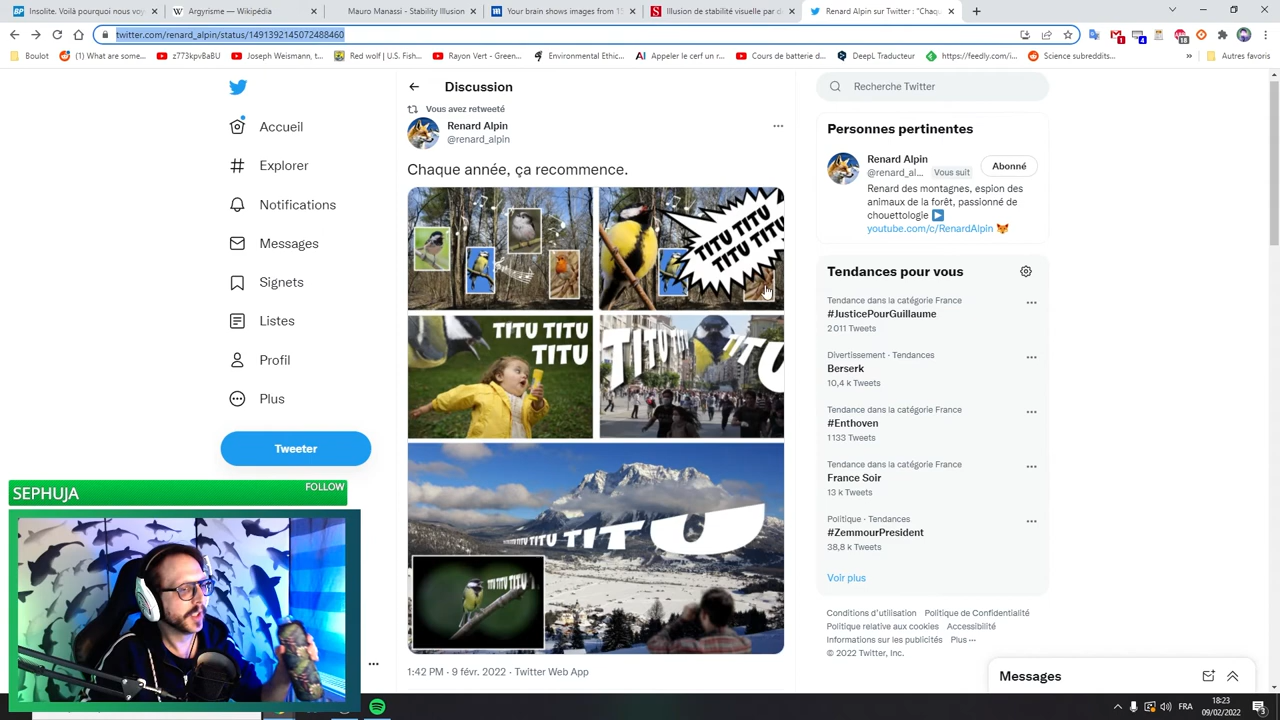 Insolite, Voilà pourquoi nous voy
Argyrisme — Wikipédia
Mauro Mandela - Stability Illusion
Your brain shows images from 15
Illusion de stabilité visuelle par d
Renard Alpin sur Twitter : "Chaqu
twitter.com/renard_alpin/status/1491392145072488460
Boulot
(1) What are some...
z773kpvBaBU
Joseph Weismann, t...
Red wolf | U.S. Fish...
Rayon Vert - Green...
Environmental Ethic...
Appeler le cerf un r...
Cours de batterie d...
DeepL Traducteur
https://feedly.com/i...
Science subreddits...
»
Autres favoris
Accueil
Explorer
Notifications
Messages
Signets
Listes
Profil
Plus
Tweeter
SEPHUJA
FOLLOW
Discussion
Vous avez retweeté
Renard Alpin
@renard_alpin
Chaque année, ça recommence.
TITU TITU
TITU TITU
TITU TITU
TITU
TITU TITU
TITU TITU TITU
TITU TITU TITU
1:42 PM · 9 févr. 2022 · Twitter Web App
Recherche Twitter
Personnes pertinentes
Renard Alpin
@renard_al... Vous suit
Abonné
Renard des montagnes, espion des
animaux de la forêt, passionné de
chouettologie
youtube.com/c/RenardAlpin
Tendances pour vous
Tendance dans la catégorie France
#JusticePourGuillaume
2 011 Tweets
Divertissement · Tendances
Berserk
10,4 k Tweets
Tendance dans la catégorie France
#Enthoven
1 133 Tweets
Tendance dans la catégorie France
France Soir
13 k Tweets
Politique · Tendances
#ZemmourPresident
38,8 k Tweets
Voir plus
Conditions d'utilisation Politique de Confidentialité
Politique relative aux cookies Accessibilité
Informations sur les publicités Plus ···
© 2022 Twitter, Inc.
Messages
FRA
18:23
09/02/2022